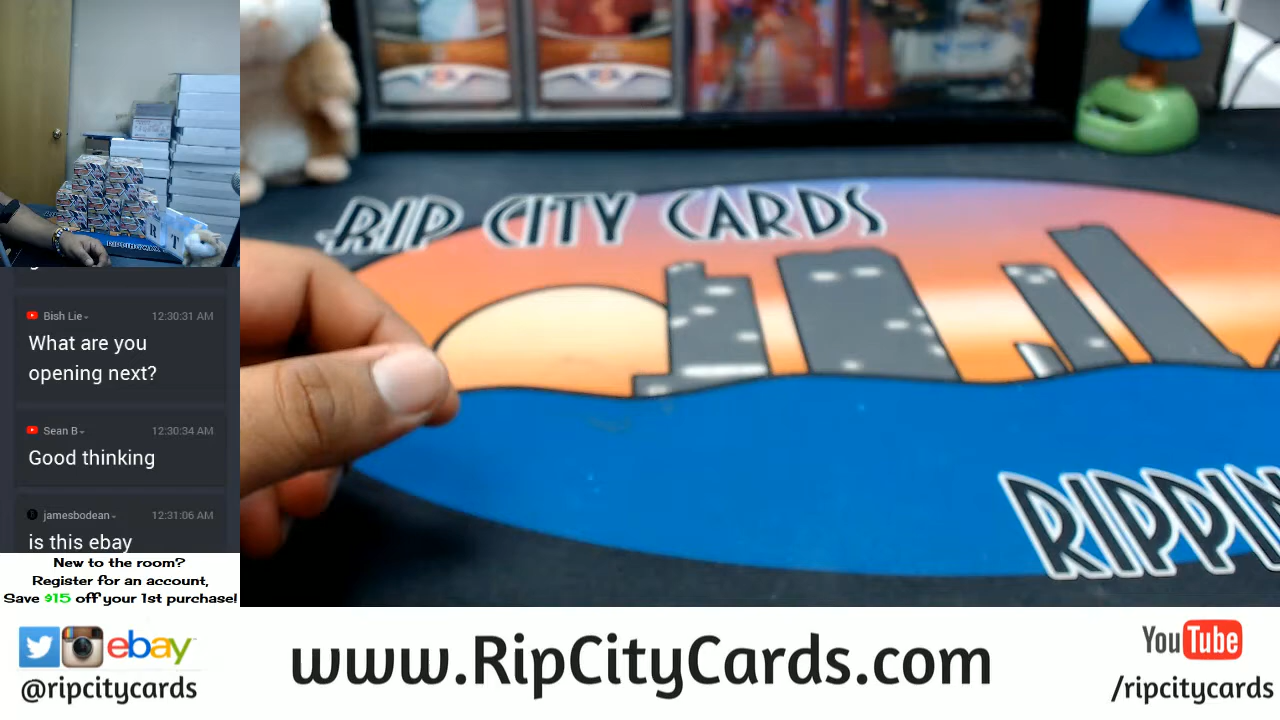 Bish Lie
12:30:31 AM
What are you
opening next?
Sean B
12:30:34 AM
Good thinking
jamesbodean
12:31:06 AM
is this ebay
New to the room?
Register for an account,
Save $15 off your 1st purchase!
RIP CITY CARDS
RIPPIN
ebay
@ripcitycards
www.RipCityCards.com
YouTube
/ripcitycards